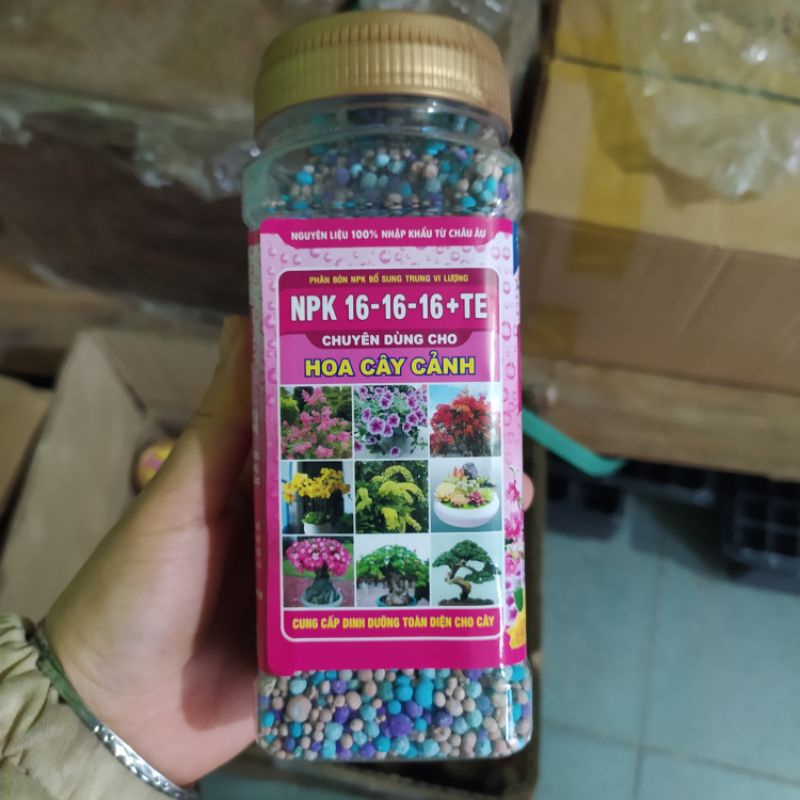 NGUYÊN LIỆU 100% NHẬP KHẨU TỪ CHÂU ÂU
PHÂN BÓN NPK BỔ SUNG TRUNG VI LƯỢNG
NPK 16-16-16+TE
CHUYÊN DÙNG CHO
HOA CÂY CẢNH
CUNG CẤP DINH DƯỠNG TOÀN DIỆN CHO CÂY